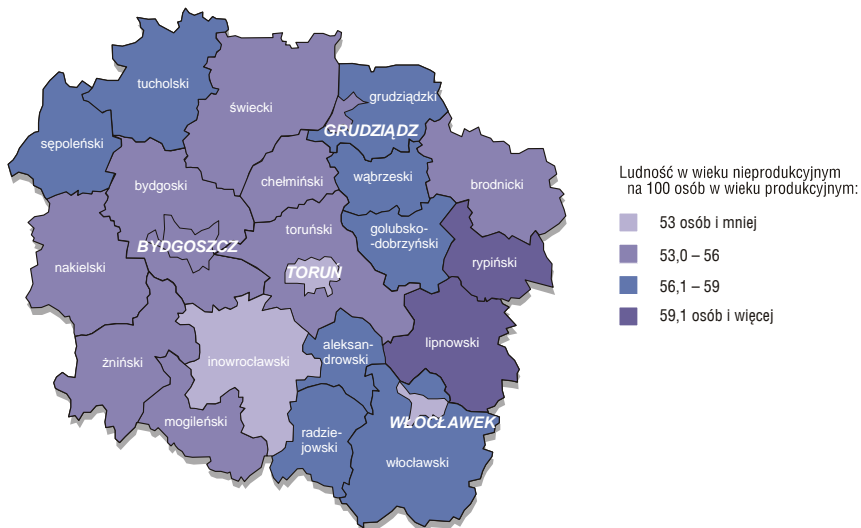 tucholski
świecki
grudziądzki
GRUDZIĄDZ
sępoleński
bydgoski
chełmiński
wąbrzeski
brodnicki
BYDGOSZCZ
toruński
golubsko-
-dobrzyński
nakielski
TORUŃ
rypiński
żniński
inowrocławski
aleksan-
drowski
lipnowski
mogileński
radzie-
jowski
WŁOCŁAWEK
włocławski
Ludność w wieku nieprodukcyjnym
na 100 osób w wieku produkcyjnym:
53 osób i mniej
53,0 – 56
56,1 – 59
59,1 osób i więcej